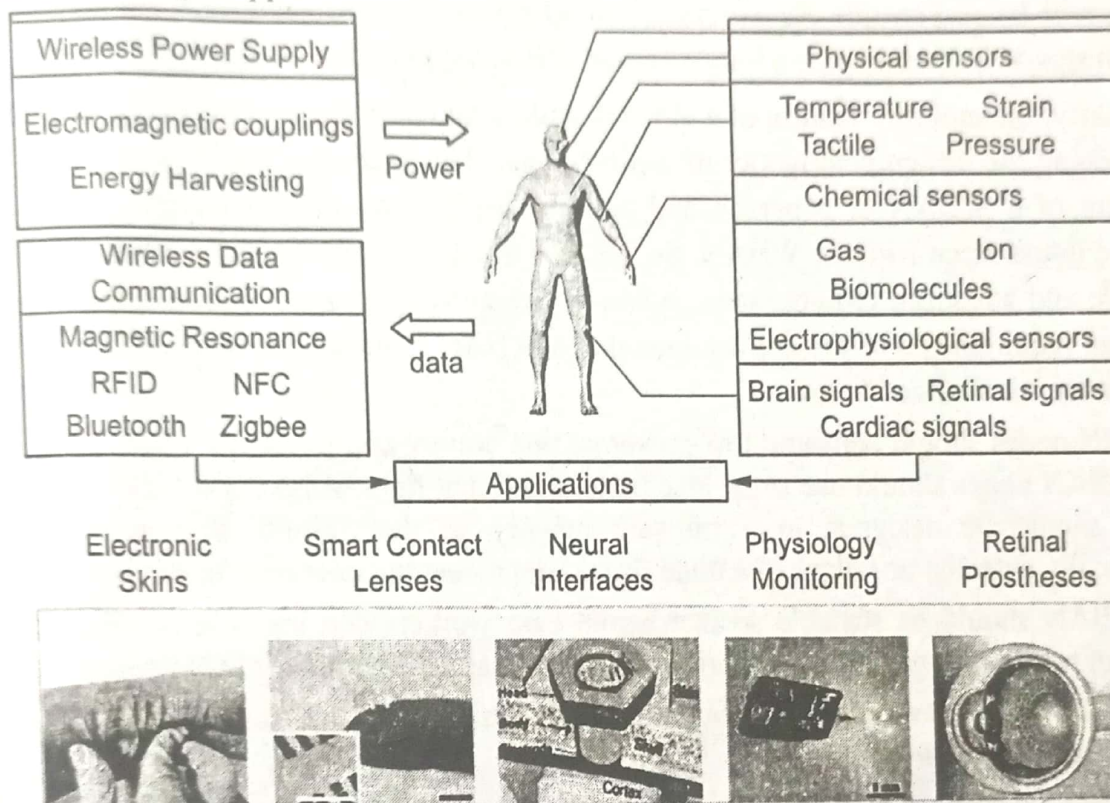 Wireless Power Supply
Electromagnetic couplings
Energy Harvesting
Power
Wireless Data
Communication
Magnetic Resonance
RFID NFC
Bluetooth Zigbee
data
Physical sensors
Temperature Strain
Tactile Pressure
Chemical sensors
Gas Ion
Biomolecules
Electrophysiological sensors
Brain signals Retinal signals
Cardiac signals
Applications
Electronic
Skins
Smart Contact
Lenses
Neural
Interfaces
Physiology
Monitoring
Retinal
Prostheses
Head
Body
Skull
Cortex